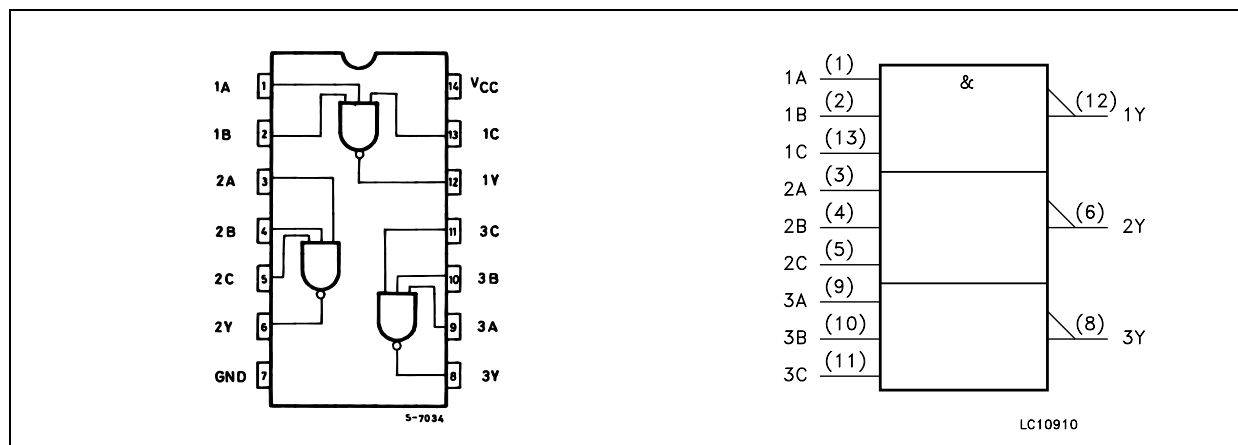 1A 1 14 VCC
1B 2 13 1C
2A 3 12 1Y
2B 4 11 3C
2C 5 10 3B
2Y 6 9 3A
GND 7 8 3Y
S-7034
&
1A (1)
1B (2)
1C (13)
2A (3)
2B (4)
2C (5)
3A (9)
3B (10)
3C (11)
(12) 1Y
(6) 2Y
(8) 3Y
LC10910